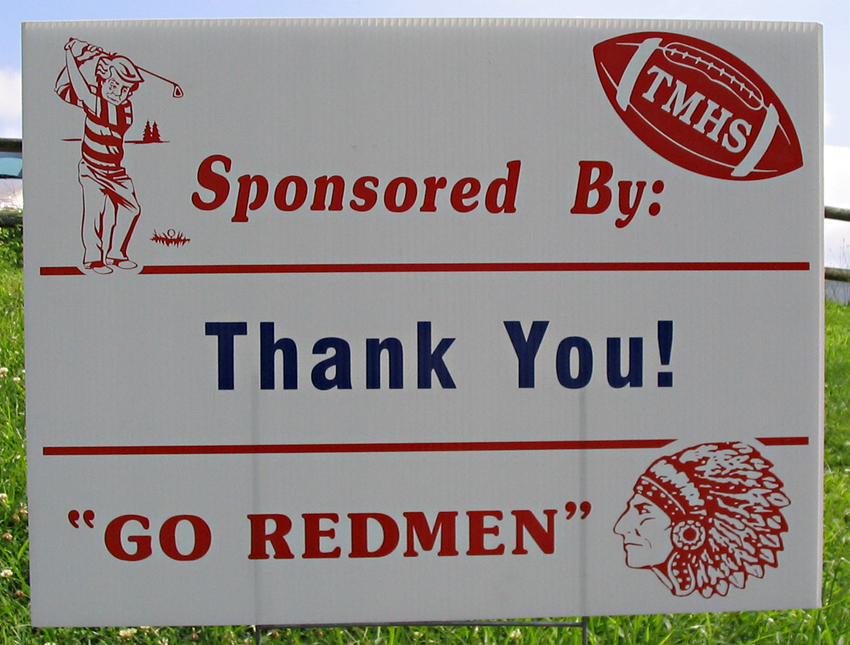 TMHS
Sponsored By:
Thank You!
"GO REDMEN"